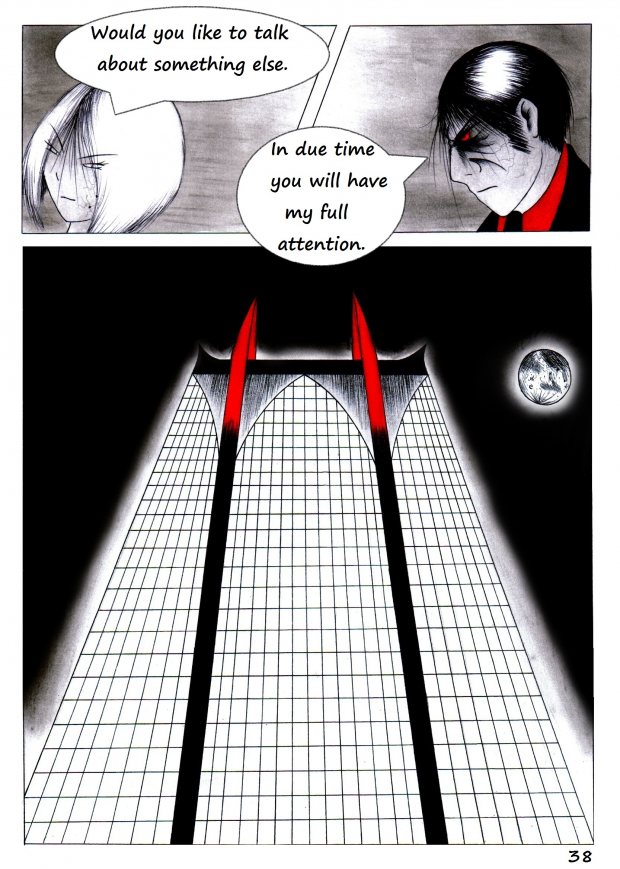 Would you like to talk
about something else.
In due time
you will have
my full
attention.
38